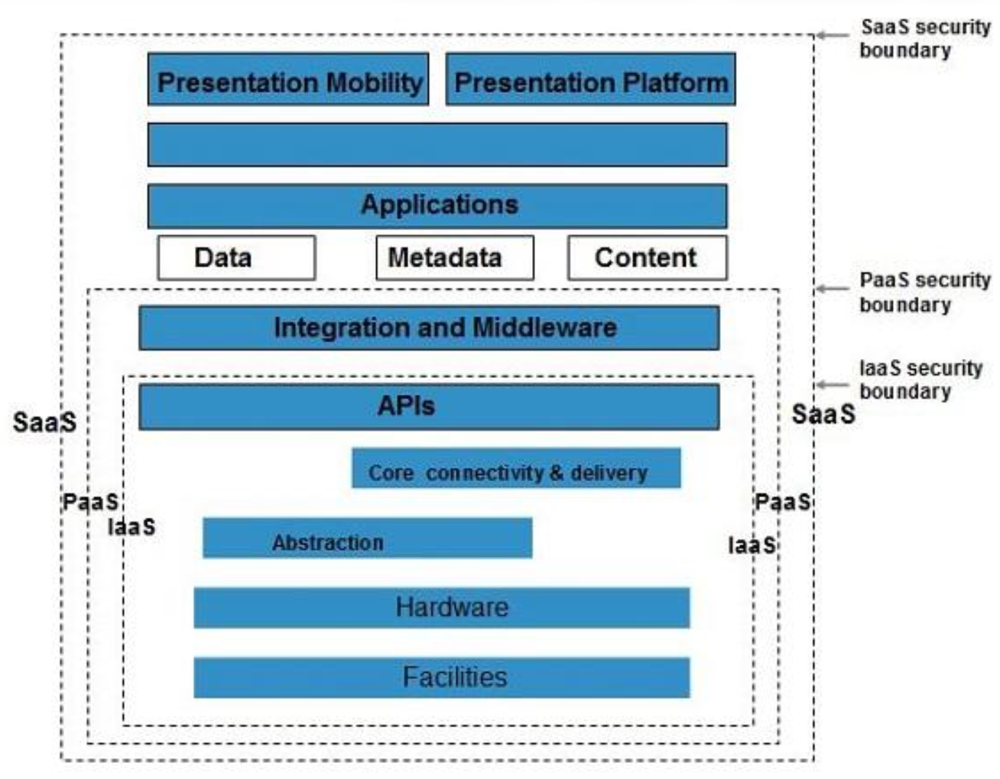 SaaS security
boundary
Presentation Mobility
Presentation Platform
Applications
Data
Metadata
Content
PaaS security
boundary
Integration and Middleware
IaaS security
boundary
APIs
SaaS
SaaS
Core connectivity & delivery
PaaS
PaaS
IaaS
IaaS
Abstraction
Hardware
Facilities